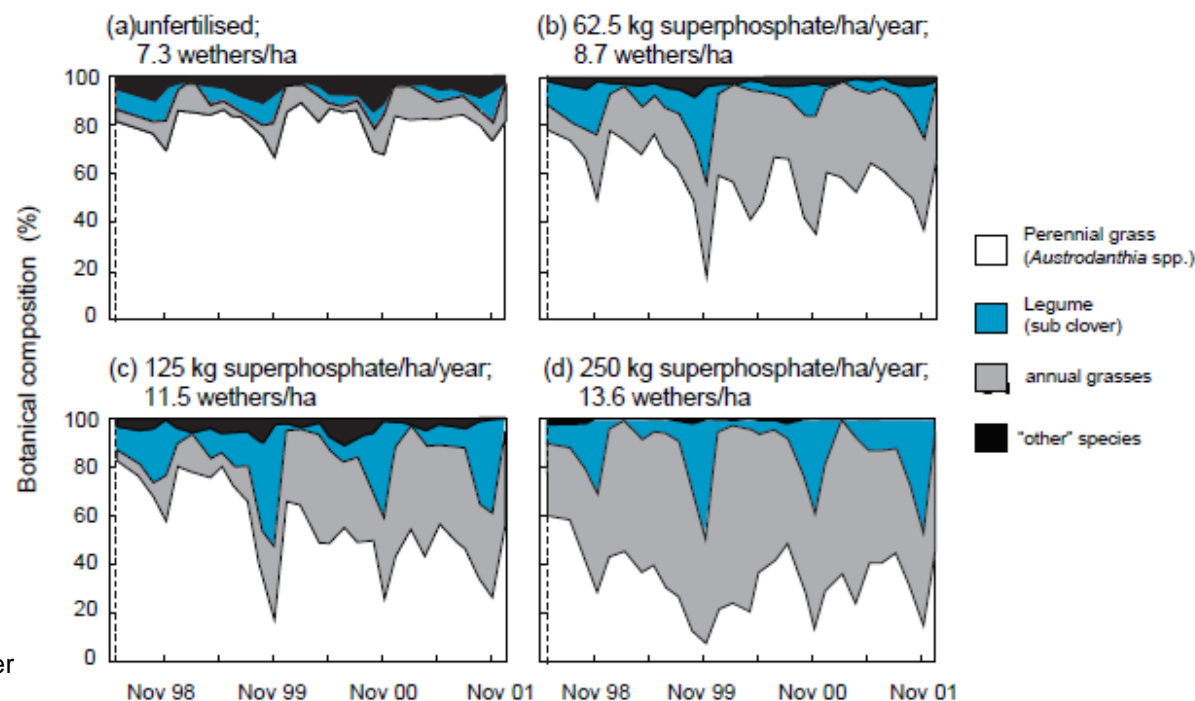 (a)unfertilised;
7.3 wethers/ha
(b) 62.5 kg superphosphate/ha/year;
8.7 wethers/ha
100
80
60
40
20
0
(c) 125 kg superphosphate/ha/year;
11.5 wethers/ha
(d) 250 kg superphosphate/ha/year;
13.6 wethers/ha
100
80
60
40
20
0
Botanical composition (%)
Nov 98 Nov 99 Nov 00 Nov 01
Nov 98 Nov 99 Nov 00 Nov 01
Perennial grass
(Austrodanthia spp.)
Legume
(sub clover)
annual grasses
"other" species
er